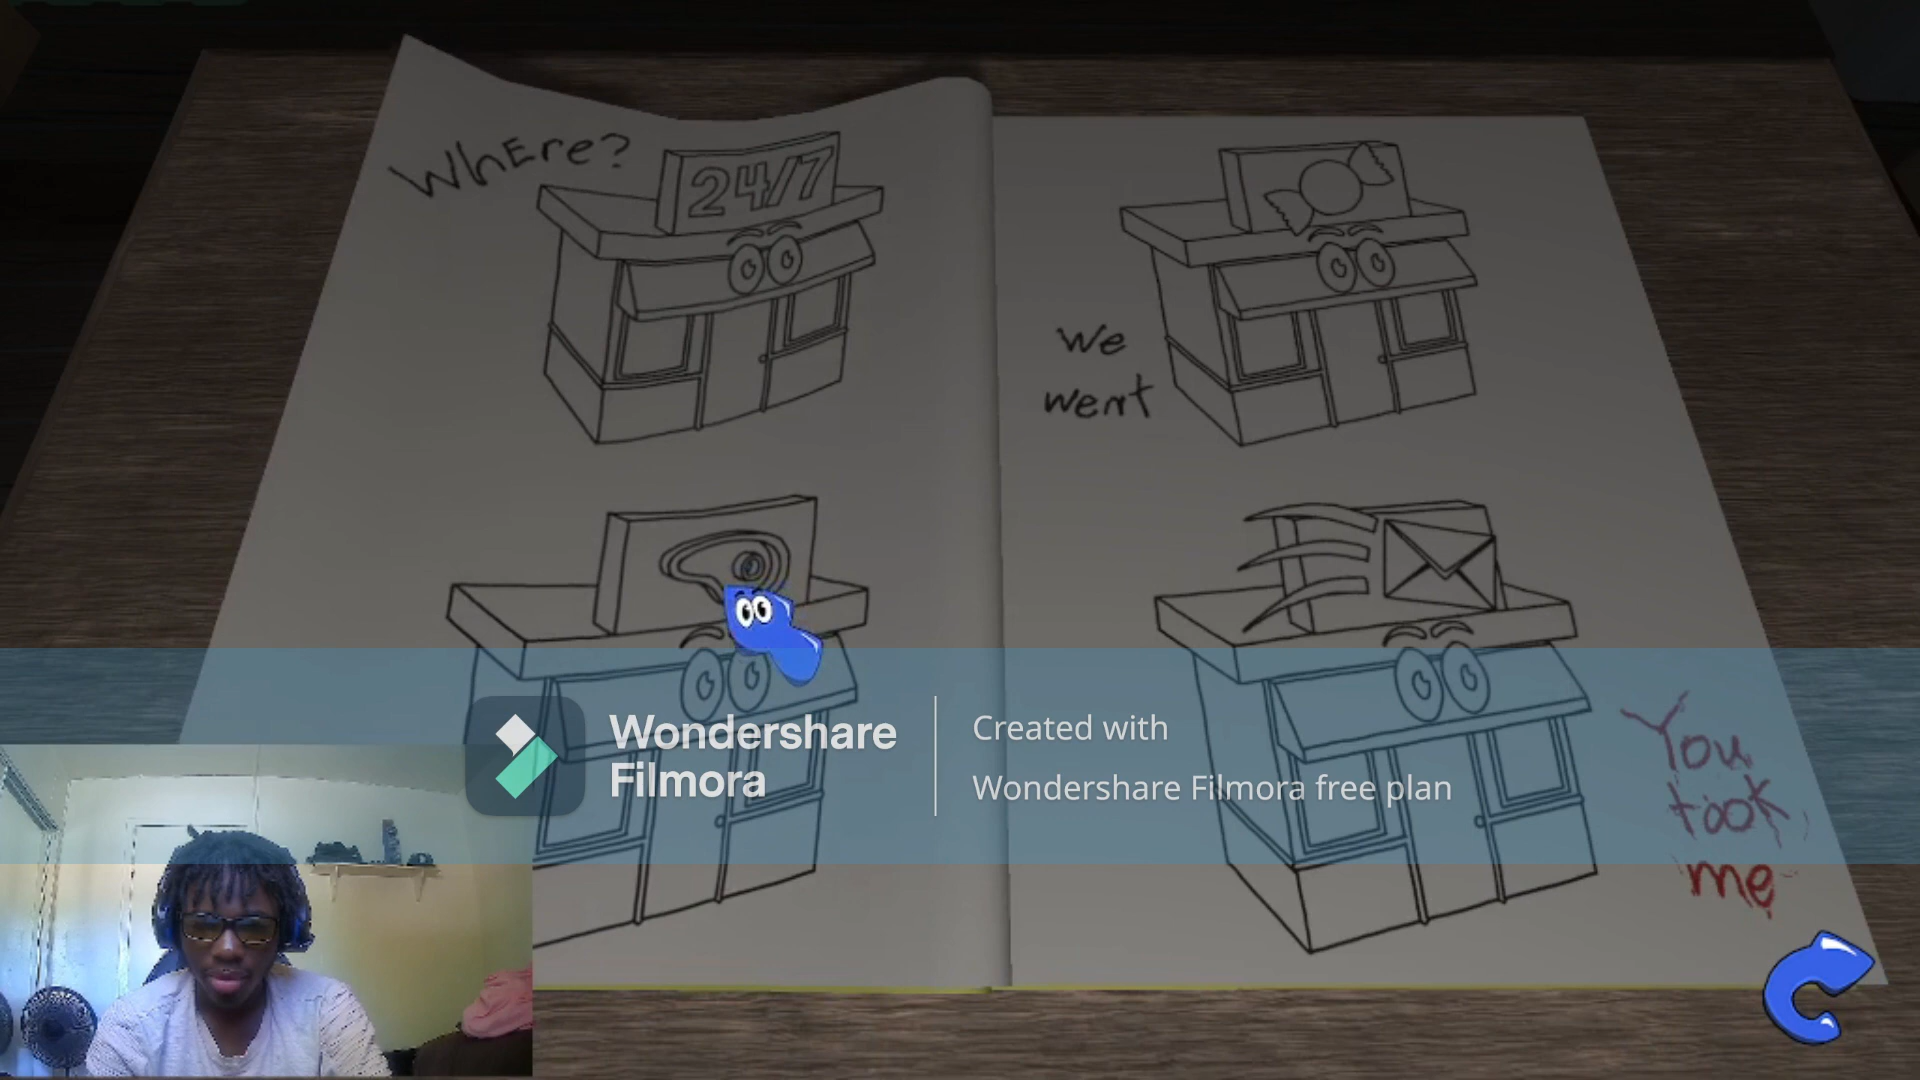 WhEre?
24/7
We
went
Wondershare
Filmora
Created with
Wondershare Filmora free plan
You
took
me